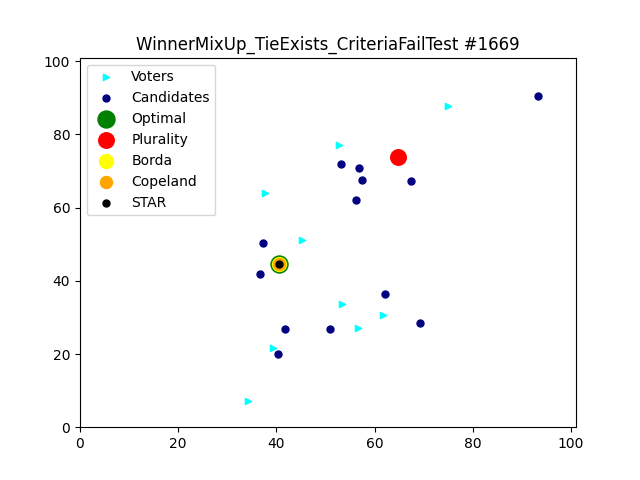 WinnerMixUp_TieExists_CriteriaFailTest #1669
Voters
Candidates
Optimal
Plurality
Borda
Copeland
STAR
100
80
60
40
20
0
0 20 40 60 80 100